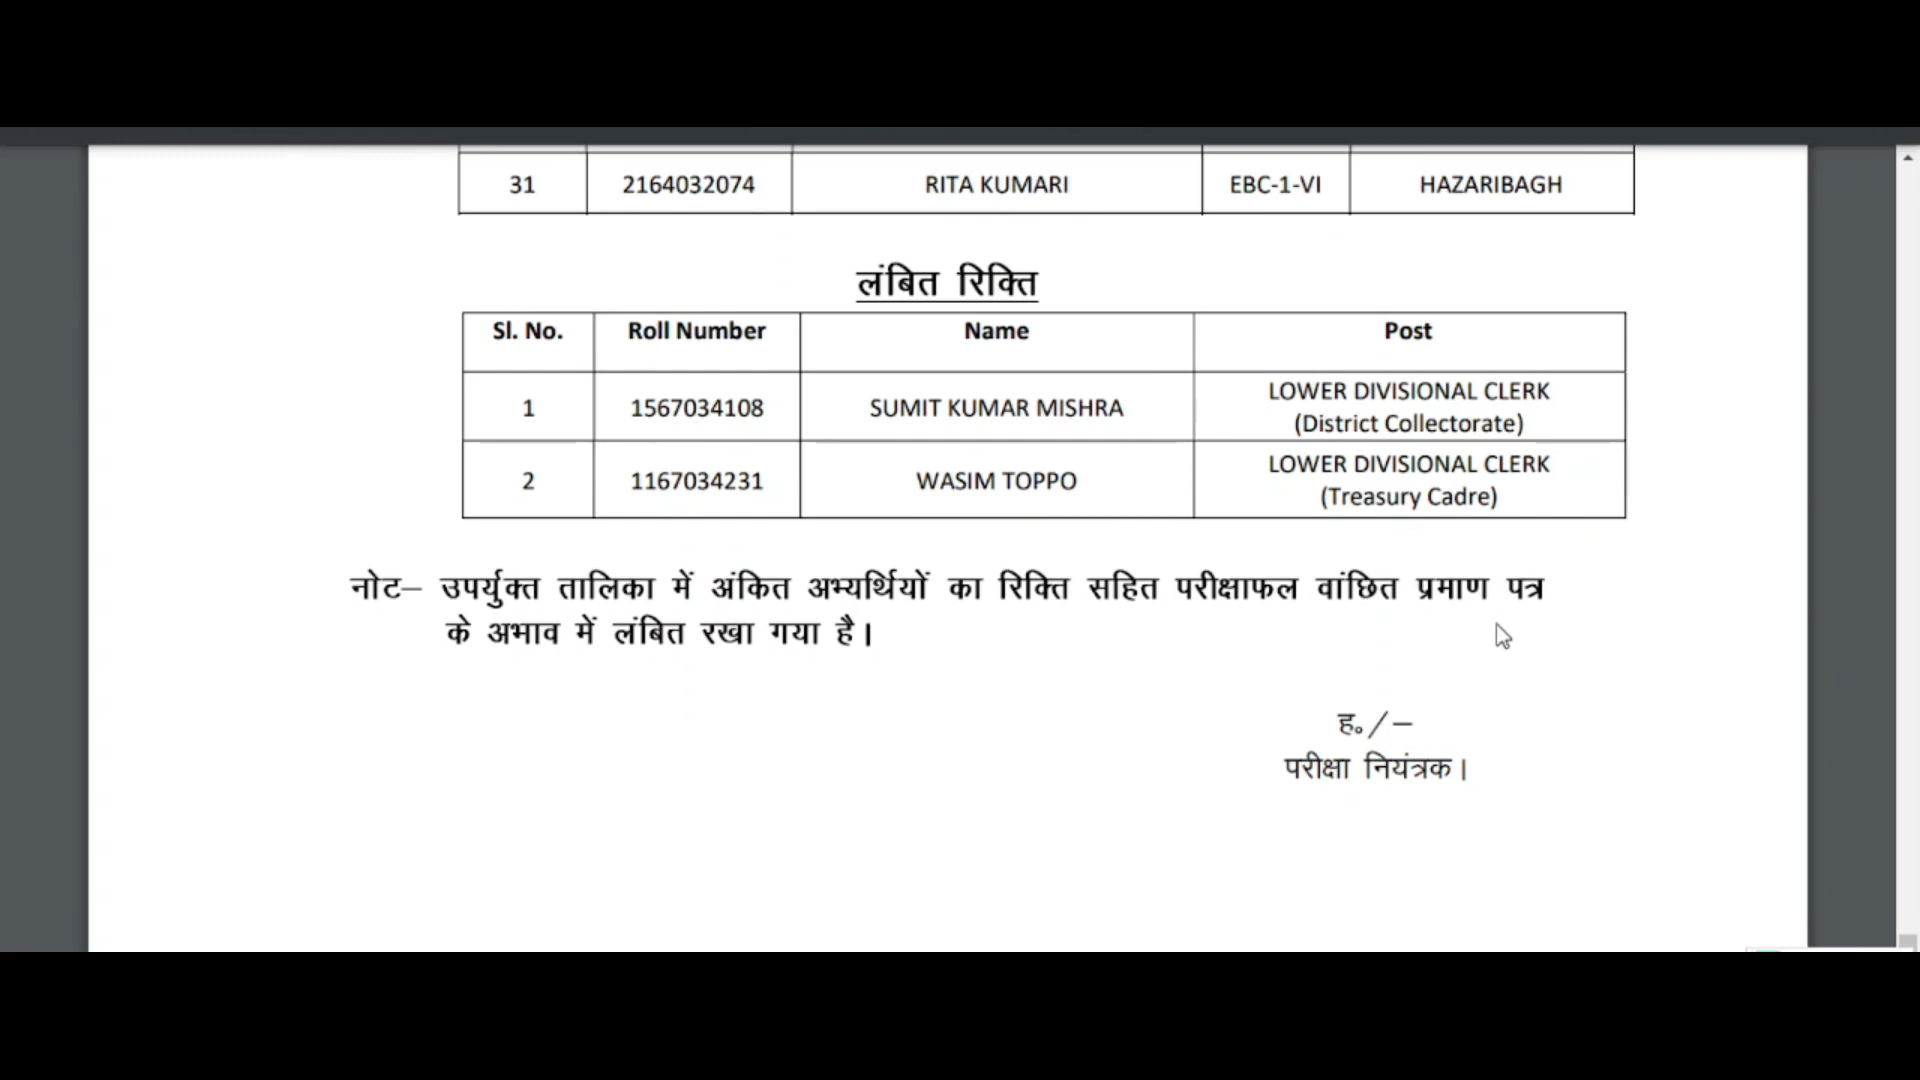 31 2164032074 RITA KUMARI EBC-1-VI HAZARIBAGH
लंबित रिक्ति
Sl. No. Roll Number Name Post
1 1567034108 SUMIT KUMAR MISHRA LOWER DIVISIONAL CLERK
(District Collectorate)
2 1167034231 WASIM TOPPO LOWER DIVISIONAL CLERK
(Treasury Cadre)
नोट– उपर्युक्त तालिका में अंकित अभ्यर्थियों का रिक्ति सहित परीक्षाफल वांछित प्रमाण पत्र
के अभाव में लंबित रखा गया है।
ह०/–
परीक्षा नियंत्रक।